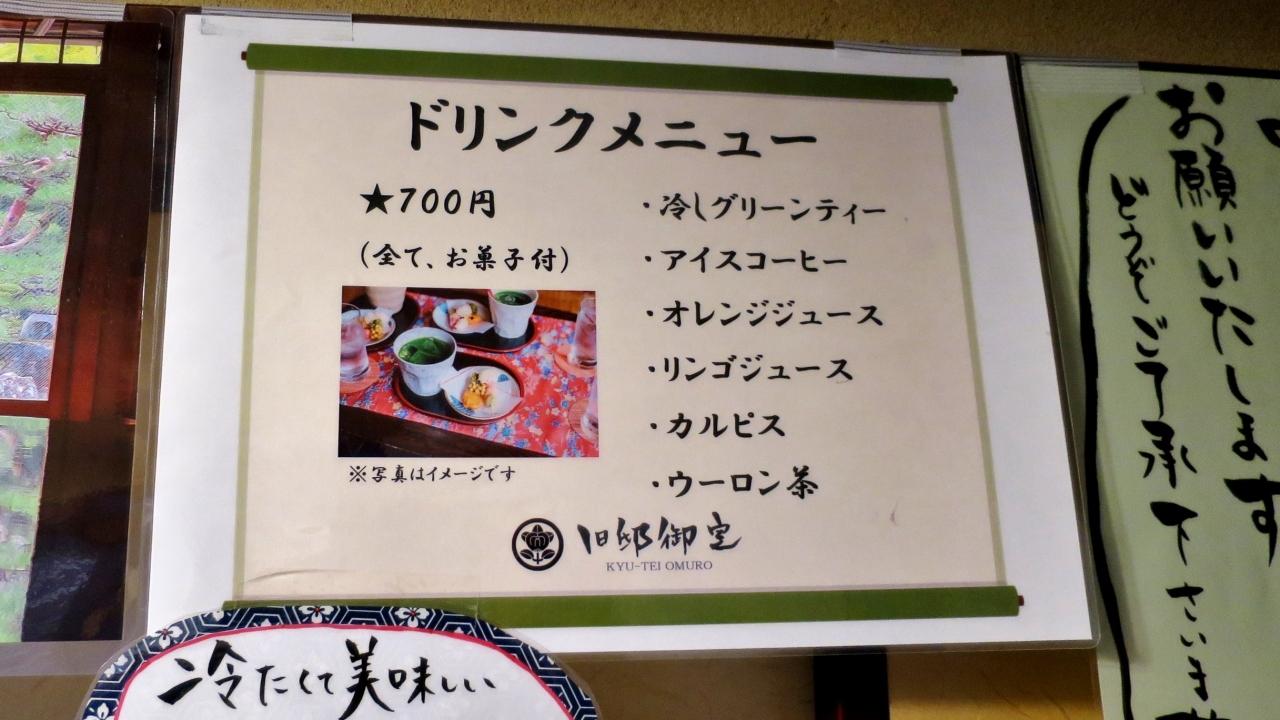 ドリンクメニュー
★700円
(全て、お菓子付)
※写真はイメージです
・冷しグリーンティー
・アイスコーヒー
・オレンジジュース
・リンゴジュース
・カルピス
・ウーロン茶
旧邸御室
KYU-TEI OMURO
冷たくて美味しい
お願いいたします
どうぞご了承下さいま